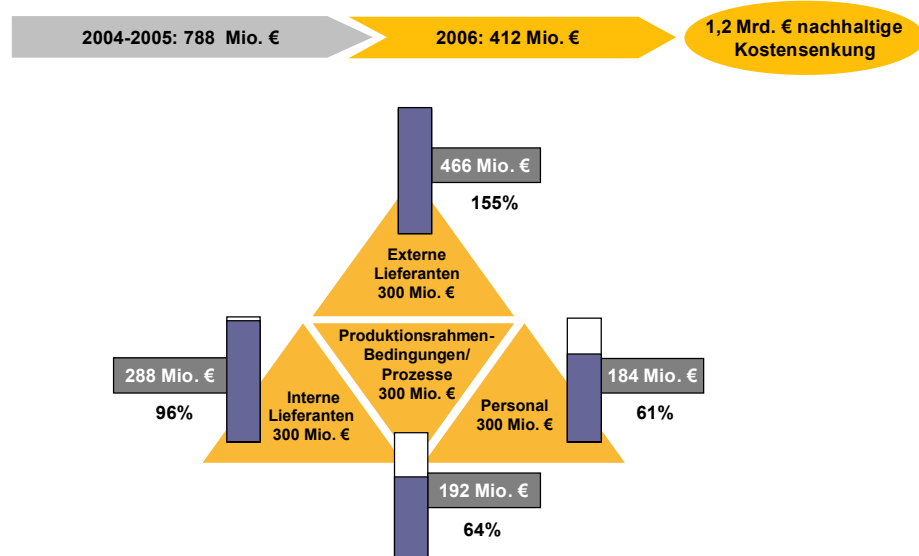 2004-2005: 788 Mio. €
2006: 412 Mio. €
1,2 Mrd. € nachhaltige
Kostensenkung
466 Mio. €
155%
Externe
Lieferanten
300 Mio. €
Produktionsrahmen-
Bedingungen/
Prozesse
300 Mio. €
288 Mio. €
96%
Interne
Lieferanten
300 Mio. €
Personal
300 Mio. €
184 Mio. €
61%
192 Mio. €
64%